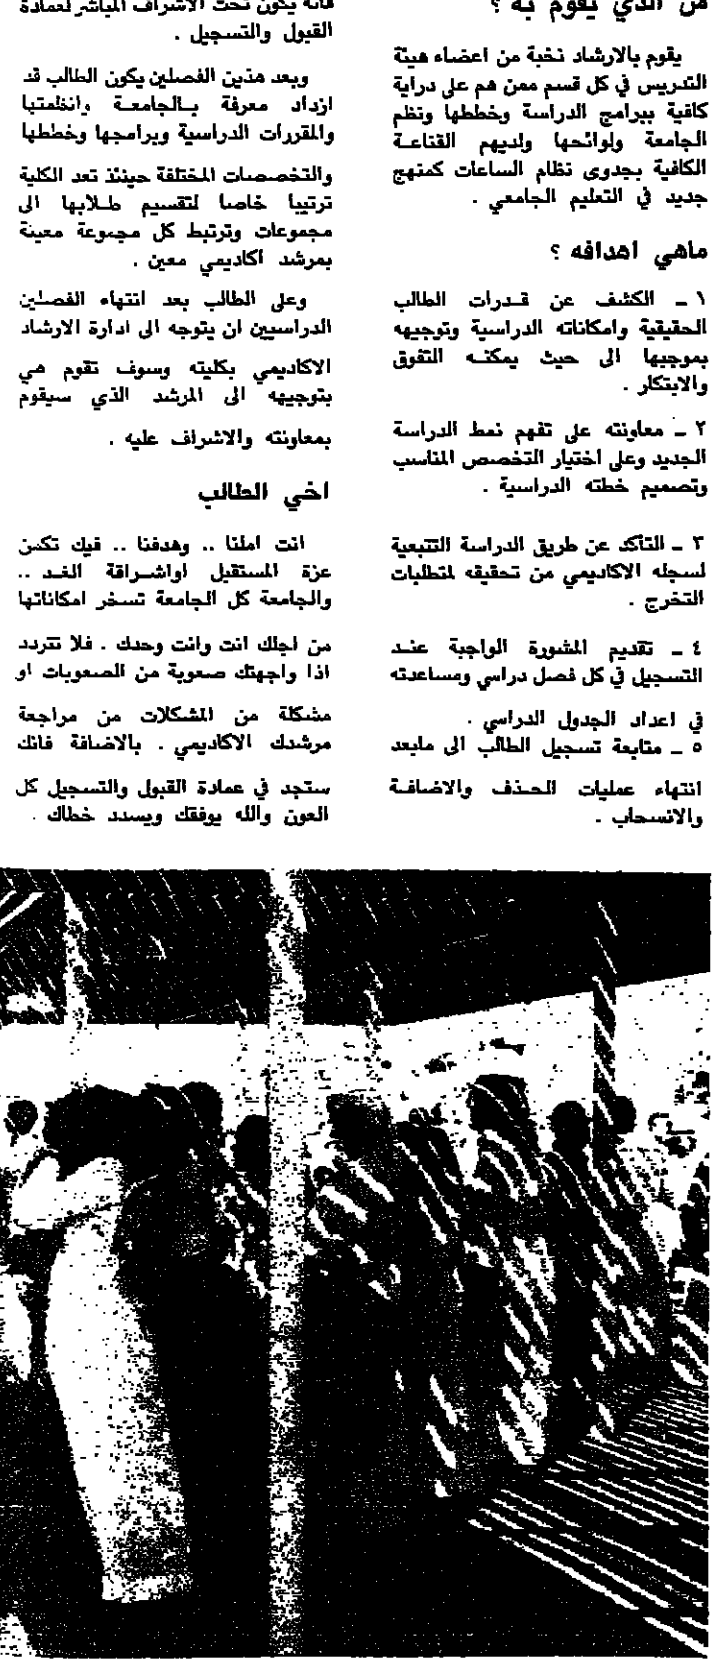 من الذي يقوم به ؟
يقوم بالارشاد نخبة من اعضاء هيئة
التدريس في كل قسم ممن هم على دراية
كافية ببرامج الدراسة وخططها ونظم
الجامعة ولوائحها ولديهم القناعة
الكافية بجدوى نظام الساعات كمنهج
جديد في التعليم الجامعي .
ماهي اهدافه ؟
١ ـ الكشف عن قدرات الطالب
الحقيقية وامكاناته الدراسية وتوجيهه
بموجبها الى حيث يمكنه التفوق
والابتكار .
٢ ـ معاونته على تفهم نمط الدراسة
الجديد وعلى اختيار التخصص المناسب
وتصميم خطته الدراسية .
٣ ـ التأكد عن طريق الدراسة التتبعية
لسجله الاكاديمي من تحقيقه لمتطلبات
التخرج .
٤ ـ تقديم المشورة الواجبة عند
التسجيل في كل فصل دراسي ومساعدته
في اعداد الجدول الدراسي .
٥ ـ متابعة تسجيل الطالب الى مابعد
انتهاء عمليات الحذف والاضافة
والانسحاب .
فانه يكون تحت الاشراف المباشر لعمادة
القبول والتسجيل .
وبعد هذين الفصلين يكون الطالب قد
ازداد معرفة بالجامعة وانظمتها
والمقررات الدراسية وبرامجها وخططها
والتخصصات المختلفة حينئذ تعد الكلية
ترتيبا خاصا لتقسيم طلابها الى
مجموعات وترتبط كل مجموعة معينة
بمرشد اكاديمي معين .
وعلى الطالب بعد انتهاء الفصلين
الدراسيين ان يتوجه الى ادارة الارشاد
الاكاديمي بكليته وسوف تقوم هي
بتوجيهه الى المرشد الذي سيقوم
بمعاونته والاشراف عليه .
اخي الطالب
انت املنا .. وهدفنا .. فيك تكمن
عزة المستقبل اواشراقة الغد ..
والجامعة كل الجامعة تسخر امكاناتها
من اجلك انت وانت وحدك . فلا تتردد
اذا واجهتك صعوبة من الصعوبات او
مشكلة من المشكلات من مراجعة
مرشدك الاكاديمي . بالاضافة فانك
ستجد في عمادة القبول والتسجيل كل
العون والله يوفقك ويسدد خطاك .